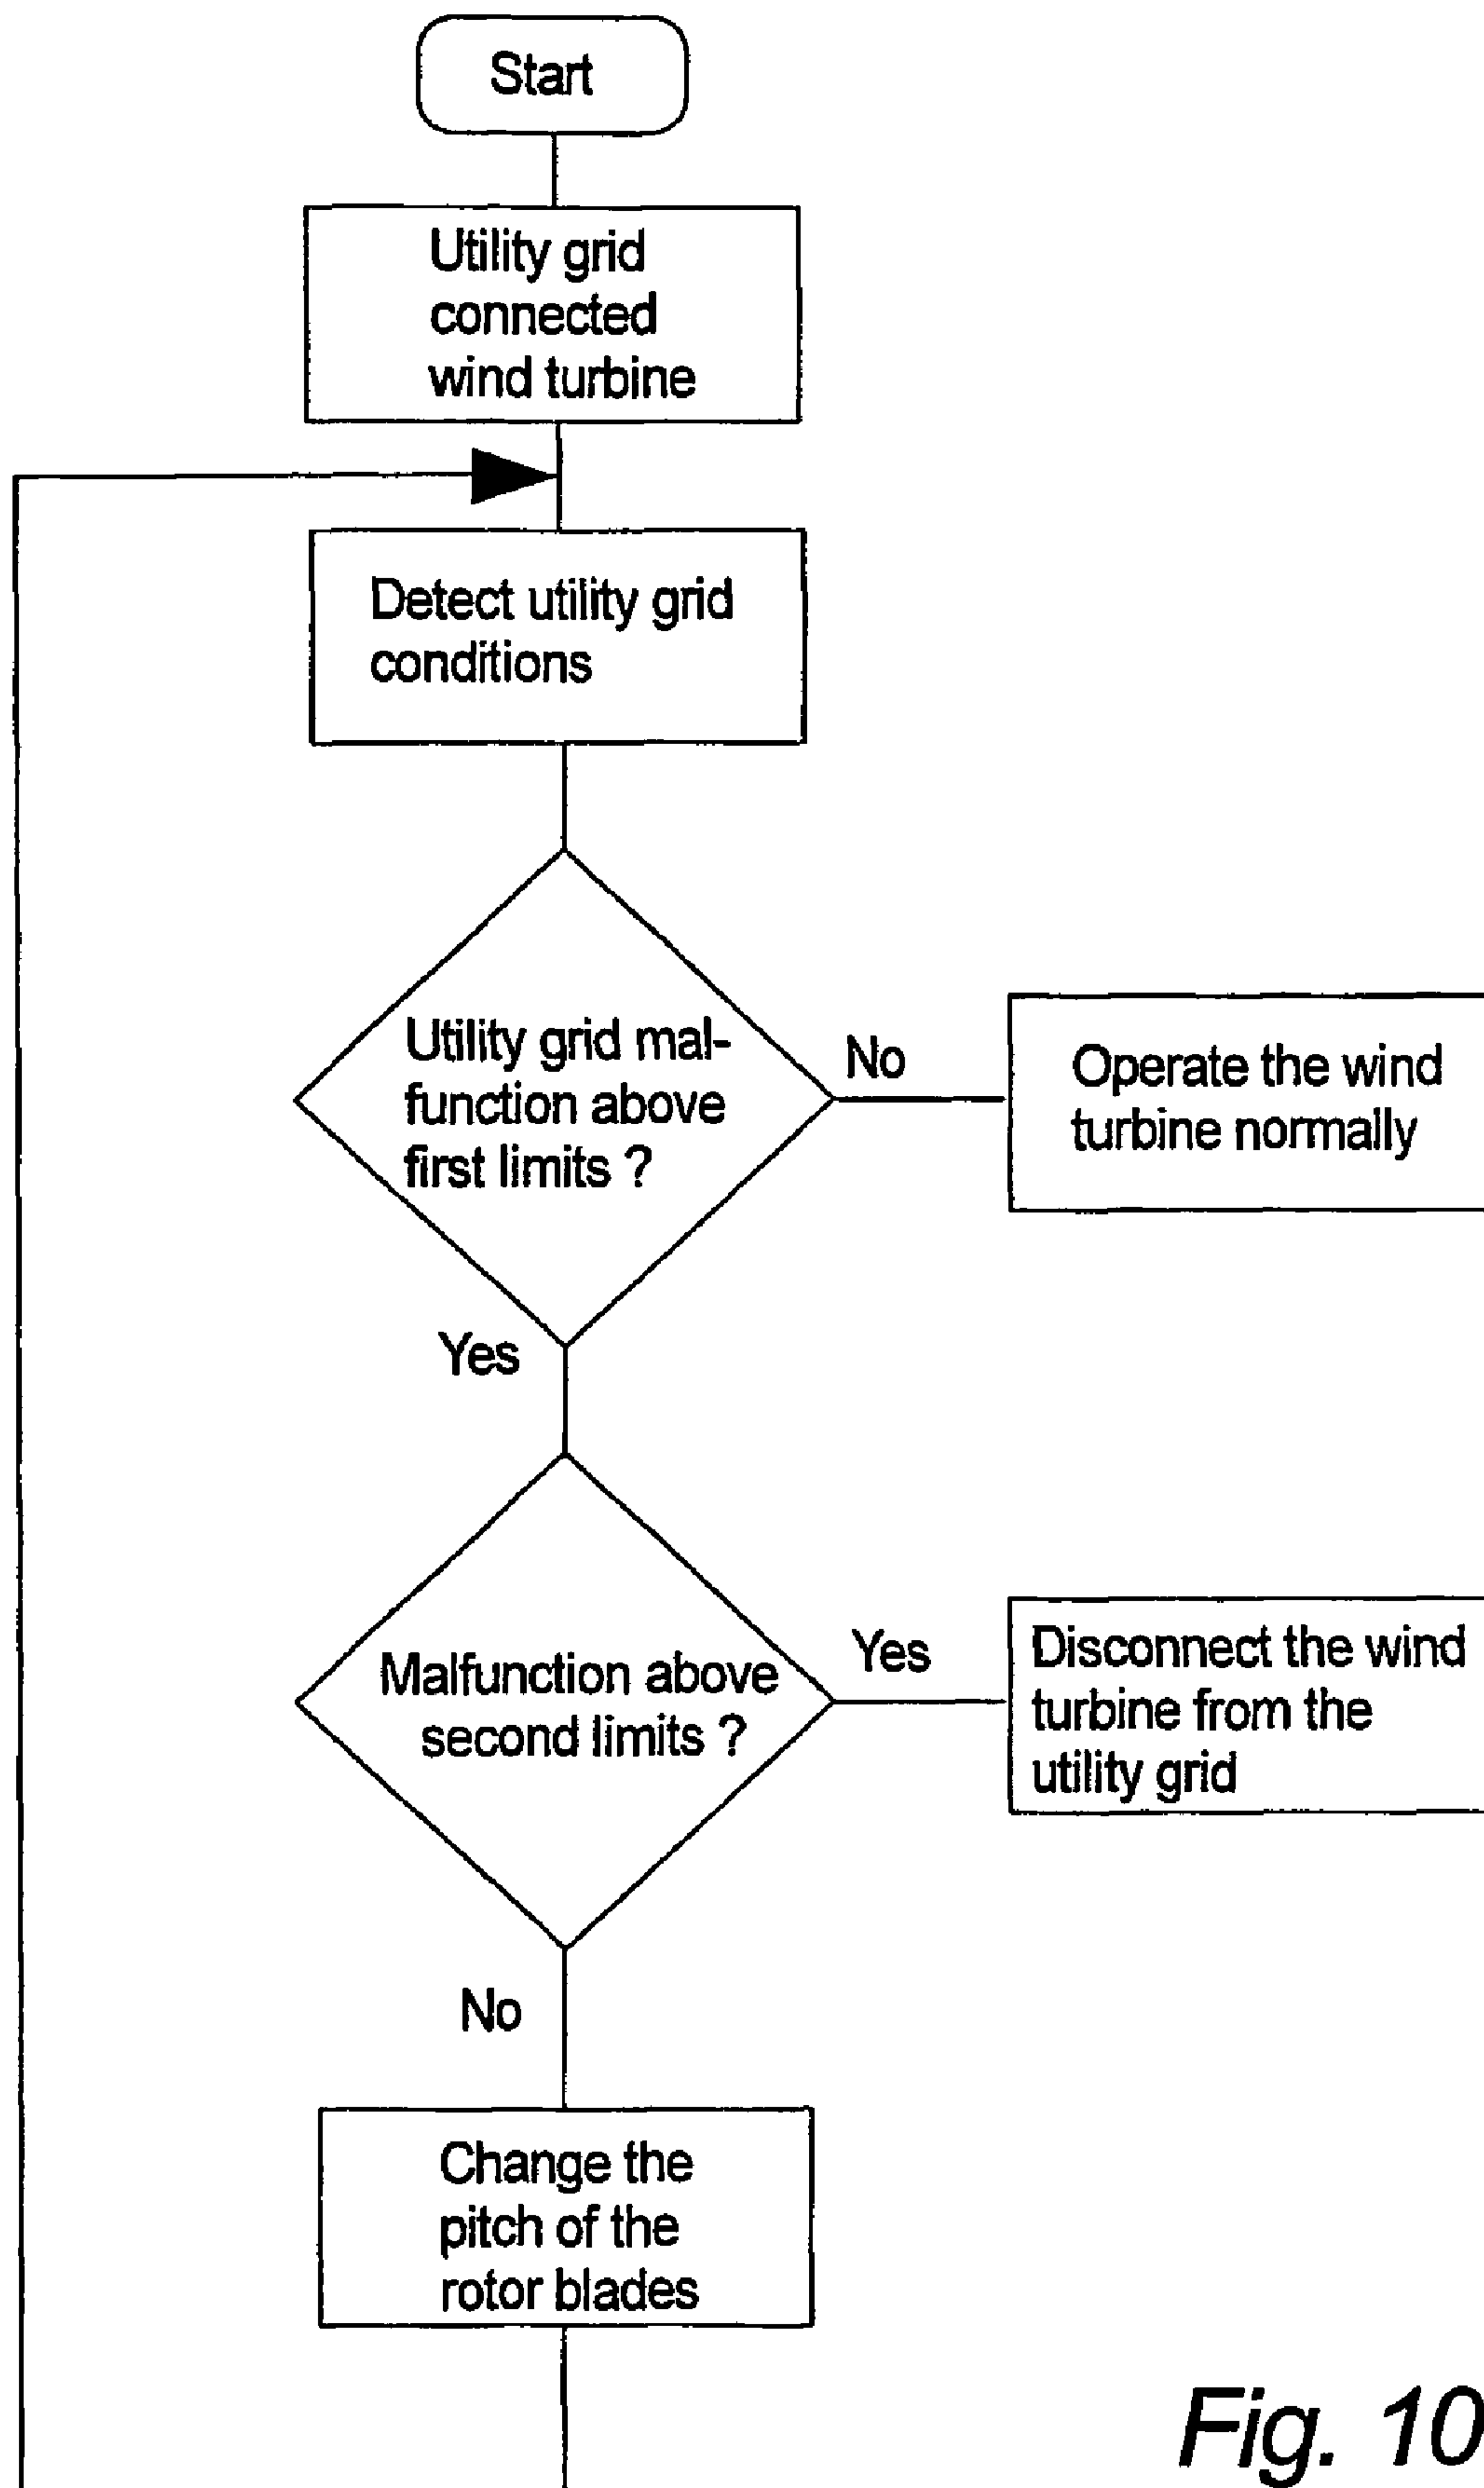 Start
Utility grid
connected
wind turbine
Detect utility grid
conditions
Utility grid mal-
function above
first limits ?
No
Operate the wind
turbine normally
Yes
Malfunction above
second limits ?
Yes
Disconnect the wind
turbine from the
utility grid
No
Change the
pitch of the
rotor blades
Fig. 10